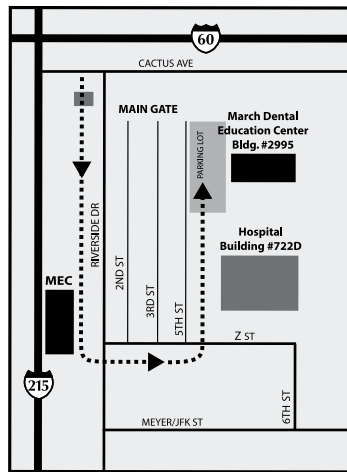 60
CACTUS AVE
MAIN GATE
March Dental
Education Center
Bldg. #2995
PARKING LOT
RIVERSIDE DR
2ND ST
3RD ST
5TH ST
Hospital
Building #722D
MEC
Z ST
215
6TH ST
MEYER/JFK ST